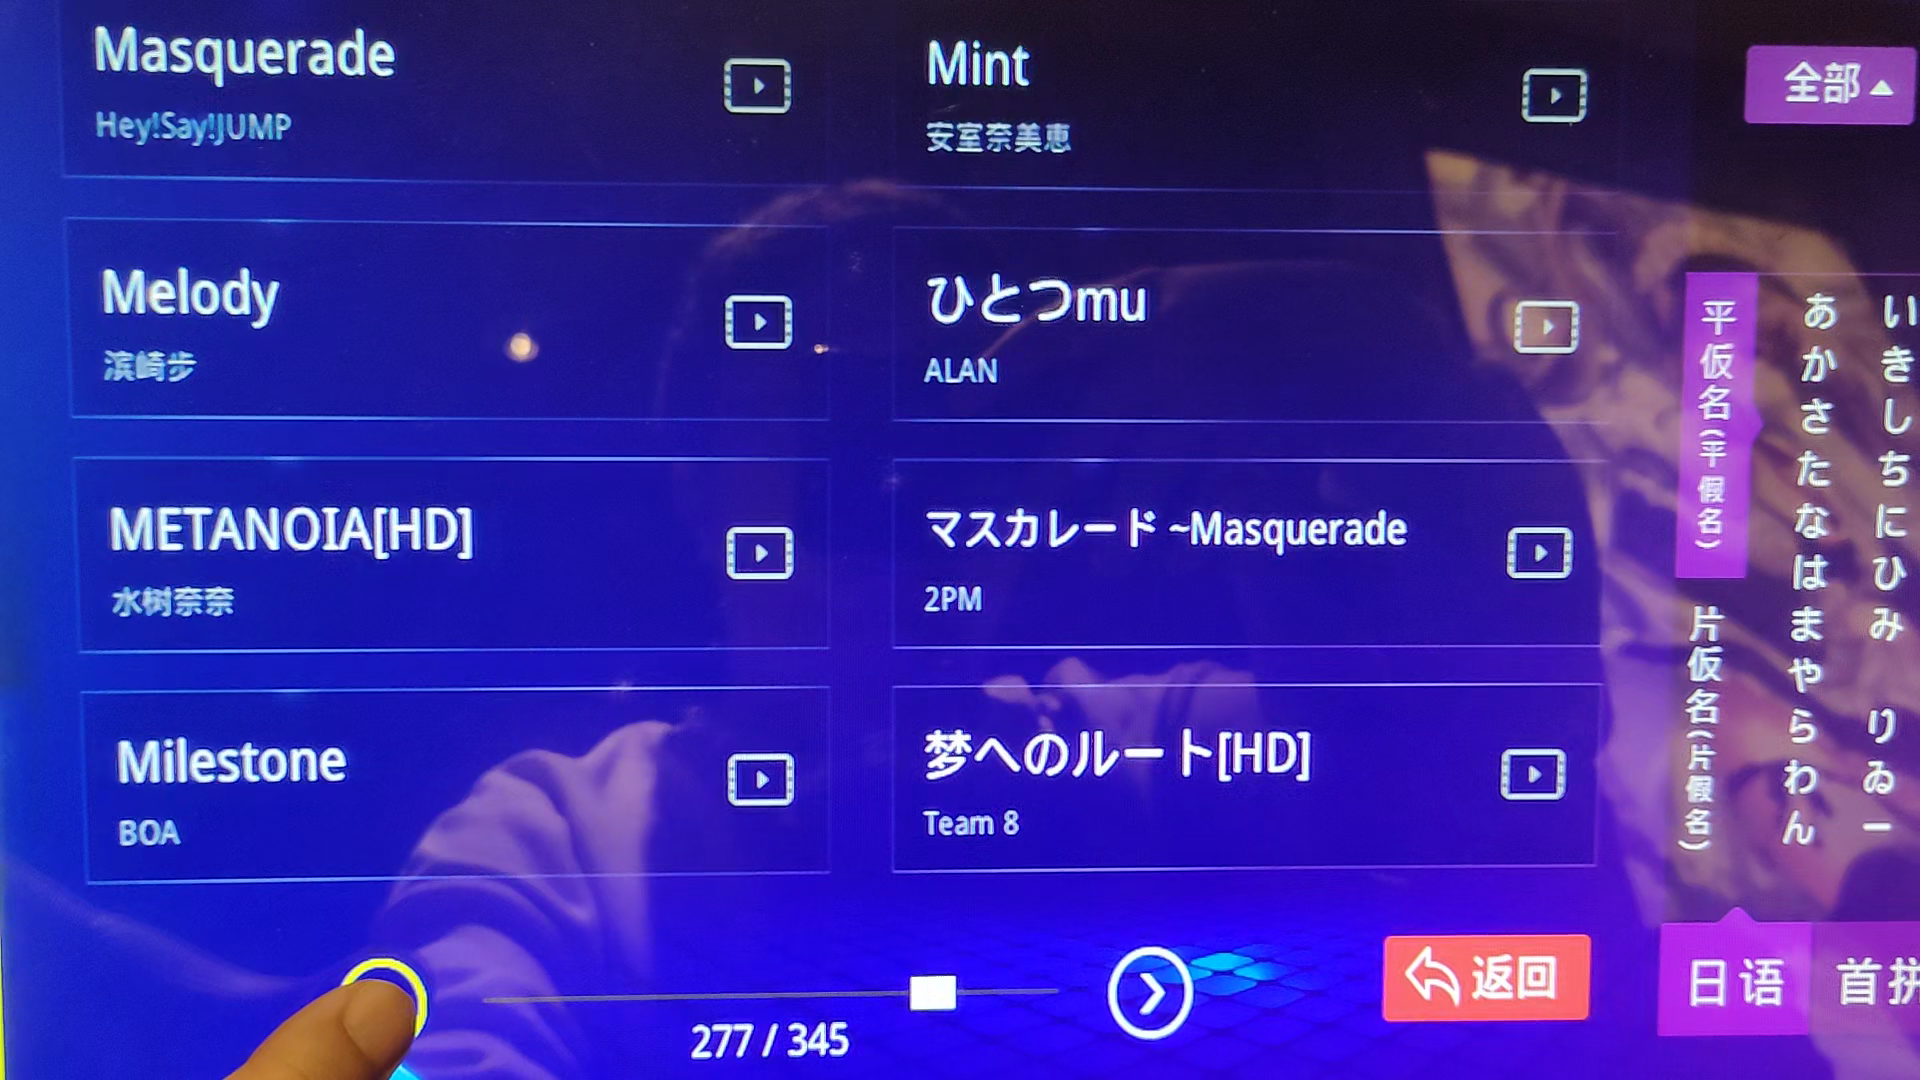 Masquerade
Hey!Say!JUMP
Mint
安室奈美恵
Melody
滨崎步
ひとつmu
ALAN
METANOIA[HD]
水树奈奈
マスカレード ~Masquerade
2PM
Milestone
BOA
梦へのルート[HD]
Team 8
277 / 345
返回
全部
平仮名(平假名)
片仮名(片假名)
あかさたなはまやらわん
いきしちにひみ りゐー
日语
首拼